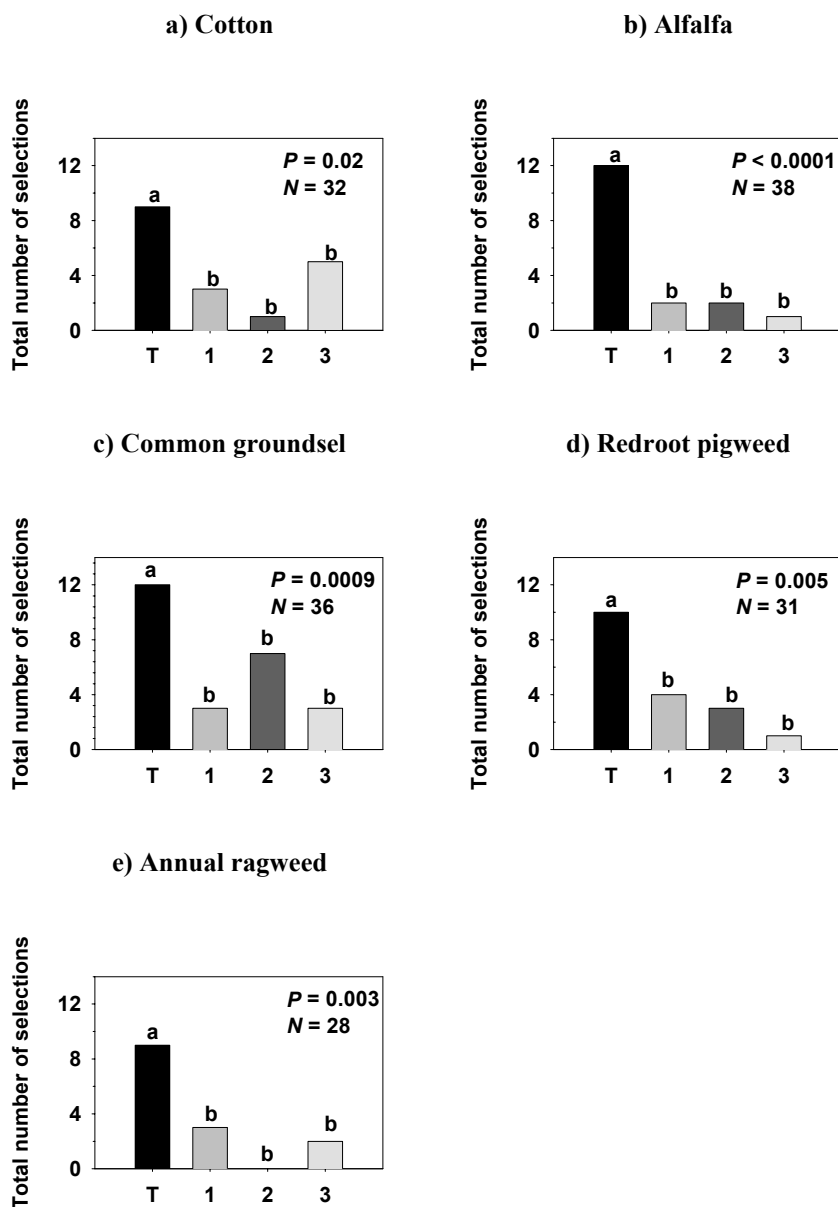 a) Cotton
Total number of selections
12
8
4
0
a
b
b
b
P = 0.02
N = 32
T 1 2 3
b) Alfalfa
Total number of selections
12
8
4
0
a
b
b
b
P < 0.0001
N = 38
T 1 2 3
c) Common groundsel
Total number of selections
12
8
4
0
a
b
b
b
P = 0.0009
N = 36
T 1 2 3
d) Redroot pigweed
Total number of selections
12
8
4
0
a
b
b
b
P = 0.005
N = 31
T 1 2 3
e) Annual ragweed
Total number of selections
12
8
4
0
a
b
b
b
P = 0.003
N = 28
T 1 2 3